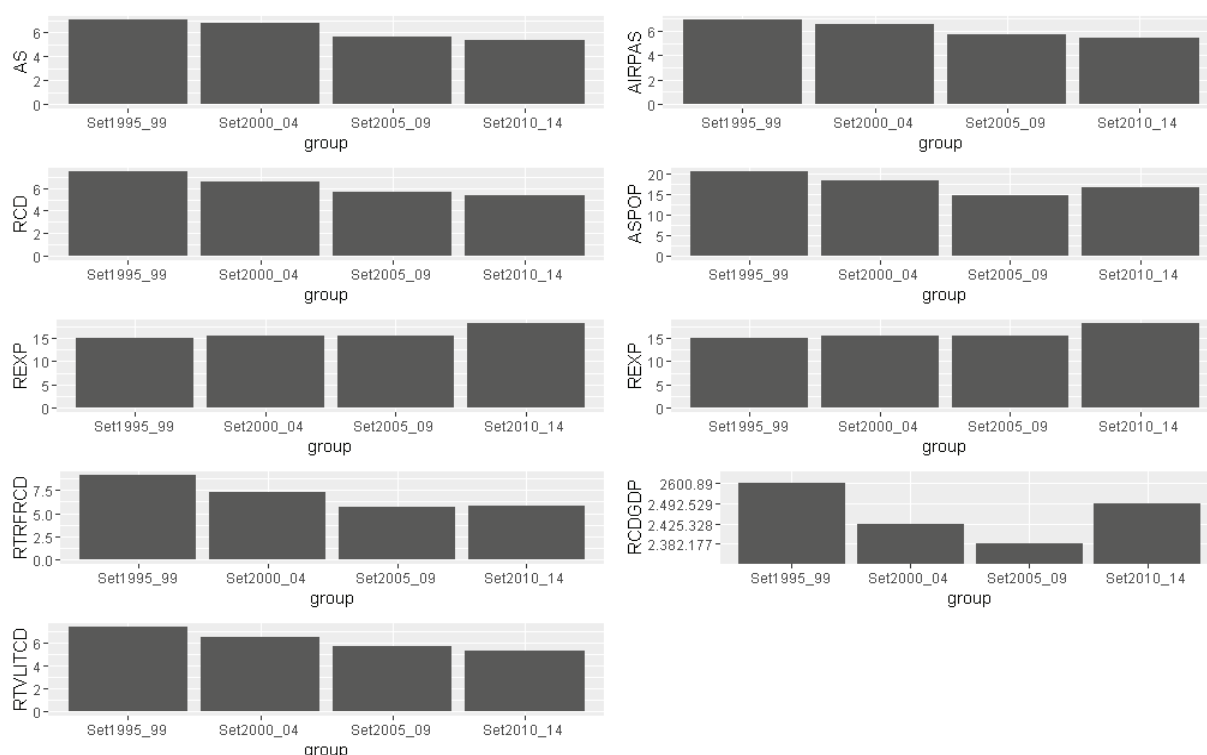 AS
6
4
2
0
Set1995_99 Set2000_04 Set2005_09 Set2010_14
group
AIRPAS
6
4
2
0
Set1995_99 Set2000_04 Set2005_09 Set2010_14
group
RCD
6
4
2
0
Set1995_99 Set2000_04 Set2005_09 Set2010_14
group
ASPOP
20
15
10
5
0
Set1995_99 Set2000_04 Set2005_09 Set2010_14
group
REXP
15
10
5
0
Set1995_99 Set2000_04 Set2005_09 Set2010_14
group
REXP
15
10
5
0
Set1995_99 Set2000_04 Set2005_09 Set2010_14
group
RTRFRCD
7.5
5.0
2.5
0.0
Set1995_99 Set2000_04 Set2005_09 Set2010_14
group
RCDGDP
2600.89
2.492.529
2.425.328
2.382.177
Set1995_99 Set2000_04 Set2005_09 Set2010_14
group
RTVLITCD
6
4
2
0
Set1995_99 Set2000_04 Set2005_09 Set2010_14
group